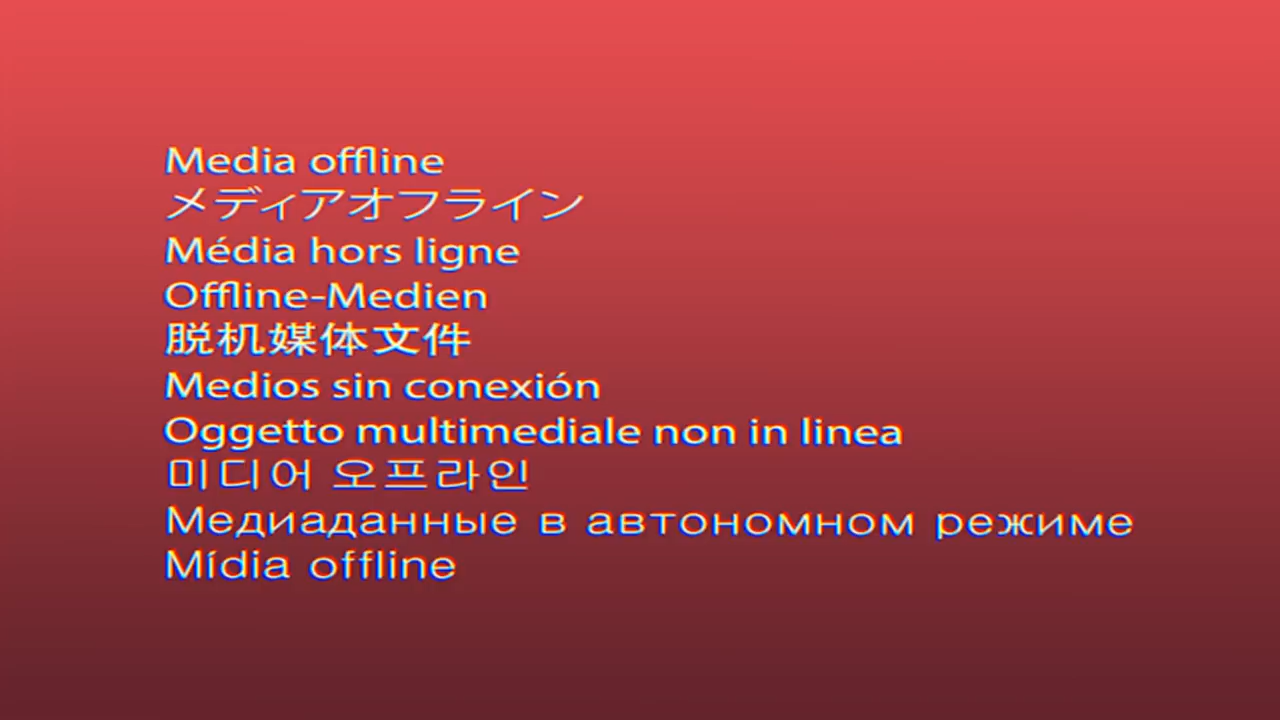 Media offline
メディアオフライン
Média hors ligne
Offline-Medien
脱机媒体文件
Medios sin conexión
Oggetto multimediale non in linea
미디어 오프라인
Медиаданные в автономном режиме
Mídia offline